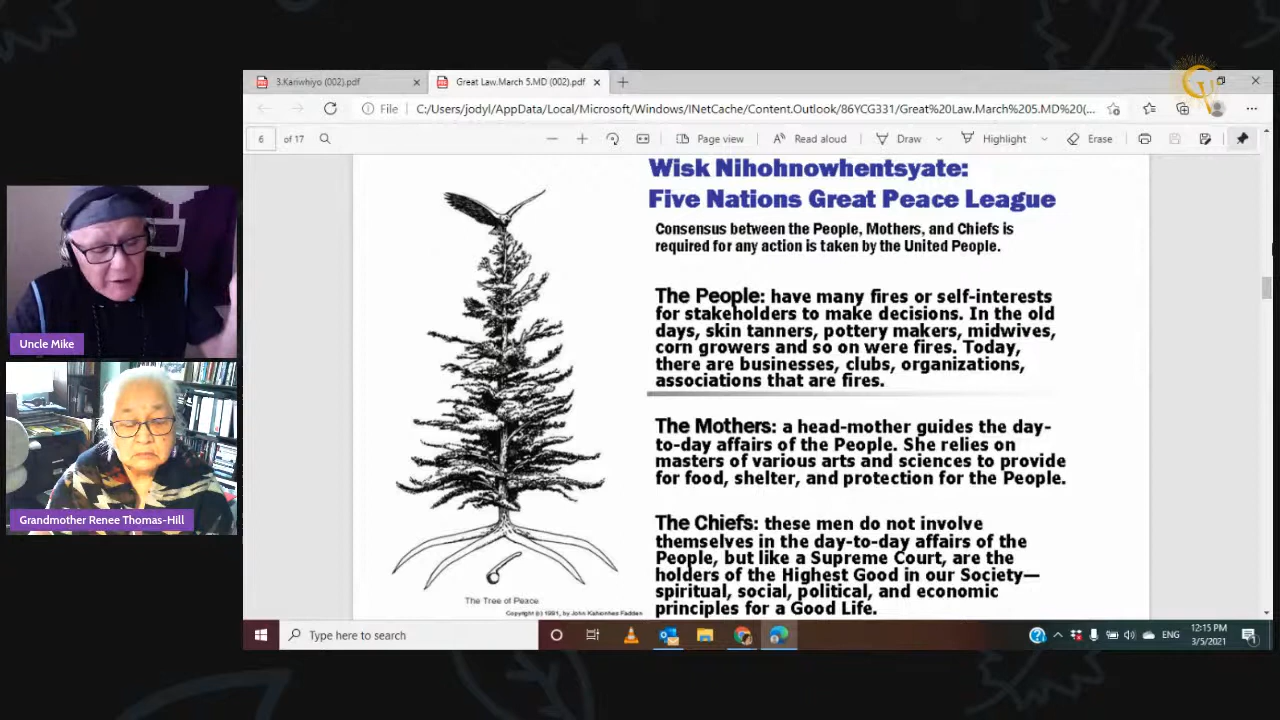 3.Kariwhiyo (002).pdf
Great Law.March 5.MD (002).pdf
File
C:/Users/jodyl/AppData/Local/Microsoft/Windows/INetCache/Content.Outlook/86YCG331/Great%20Law.March%205.MD%20(...
6 of 17
Page view
Read aloud
Draw
Highlight
Erase
Wisk Nihohnowhentsyate:
Five Nations Great Peace League
Consensus between the People, Mothers, and Chiefs is
required for any action is taken by the United People.
The People: have many fires or self-interests
for stakeholders to make decisions. In the old
days, skin tanners, pottery makers, midwives,
corn growers and so on were fires. Today,
there are businesses, clubs, organizations,
associations that are fires.
The Mothers: a head-mother guides the day-
to-day affairs of the People. She relies on
masters of various arts and sciences to provide
for food, shelter, and protection for the People.
The Chiefs: these men do not involve
themselves in the day-to-day affairs of the
People, but like a Supreme Court, are the
holders of the Highest Good in our Society—
spiritual, social, political, and economic
principles for a Good Life.
The Tree of Peace
Copyright (c) 1991, by John Kahionhes Fadden
Uncle Mike
Grandmother Renee Thomas-Hill
Type here to search
ENG
12:15 PM
3/5/2021